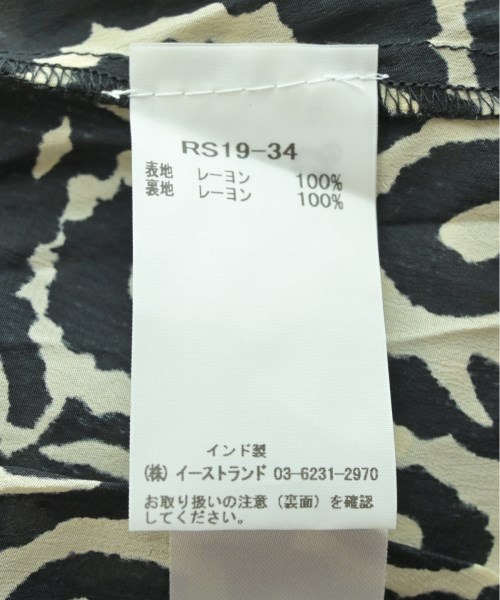 RS19-34
表地 レーヨン 100%
裏地 レーヨン 100%
インド製
(株) イーストランド 03-6231-2970
お取り扱いの注意（裏面）を確認
してください。